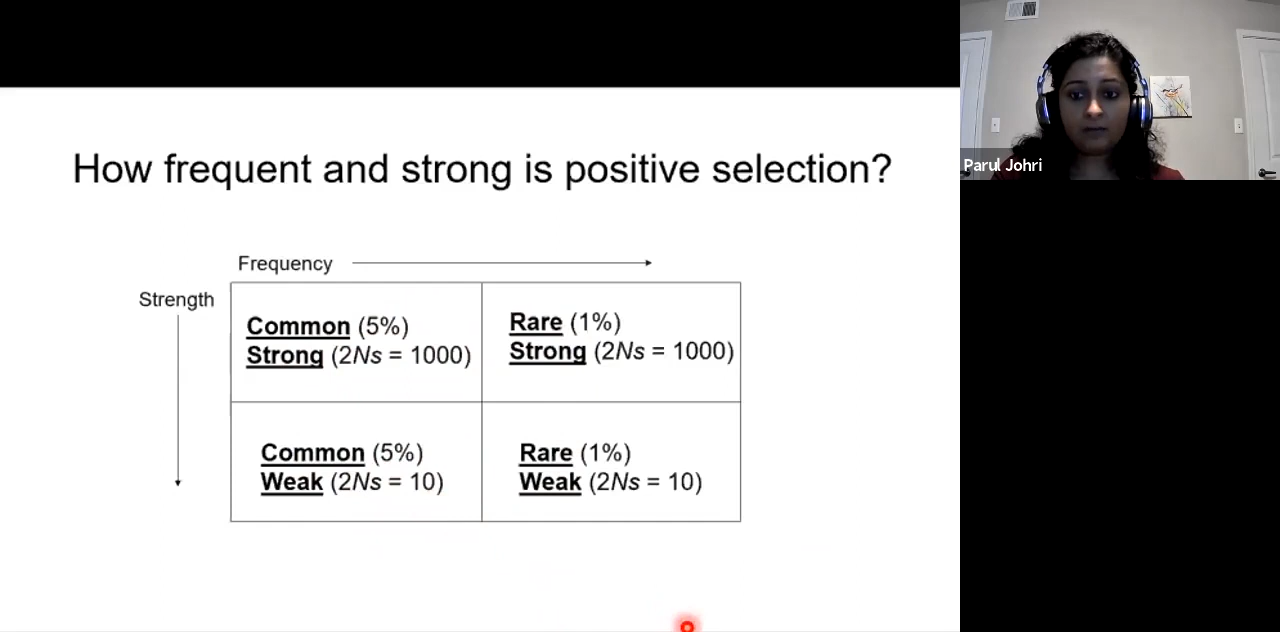 How frequent and strong is positive selection?
Frequency
Strength
Common (5%)
Strong (2Ns = 1000)
Rare (1%)
Strong (2Ns = 1000)
Common (5%)
Weak (2Ns = 10)
Rare (1%)
Weak (2Ns = 10)
Parul Johri